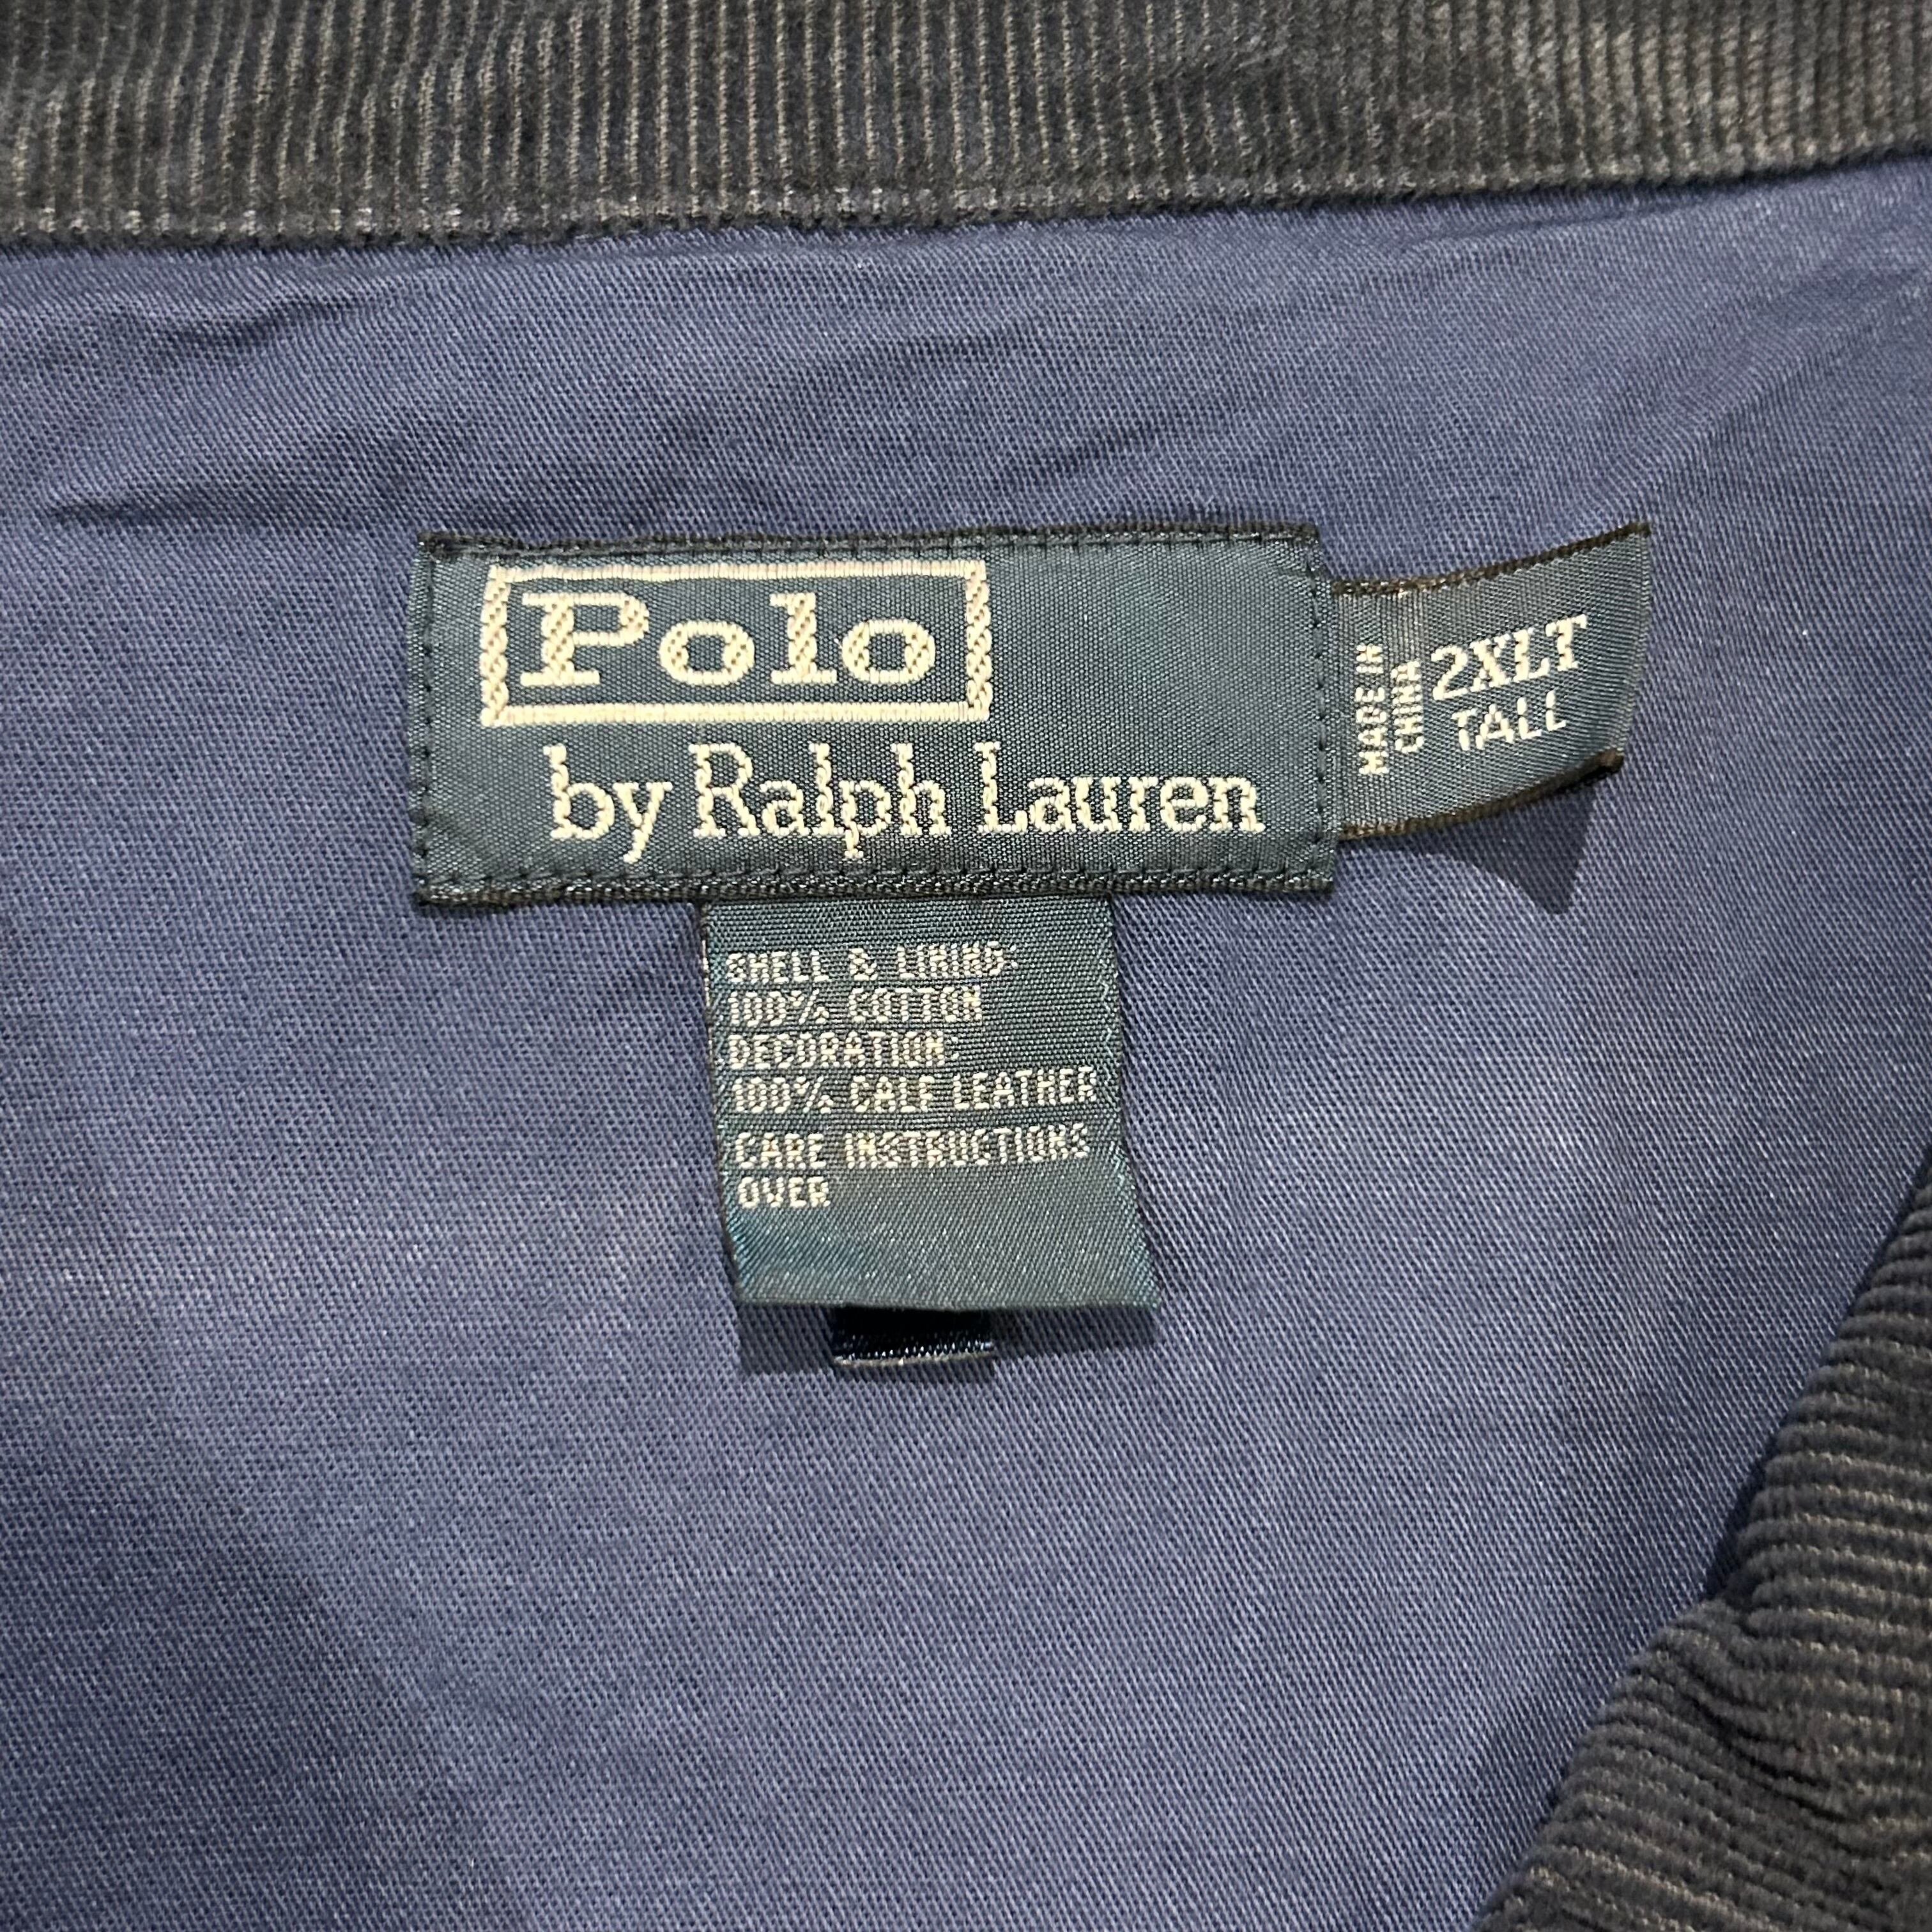 Polo
by Ralph Lauren
MADE IN
CHINA
2XLT
TALL
SHELL & LINING:
100% COTTON
DECORATION:
100% CALF LEATHER
CARE INSTRUCTIONS
OVER